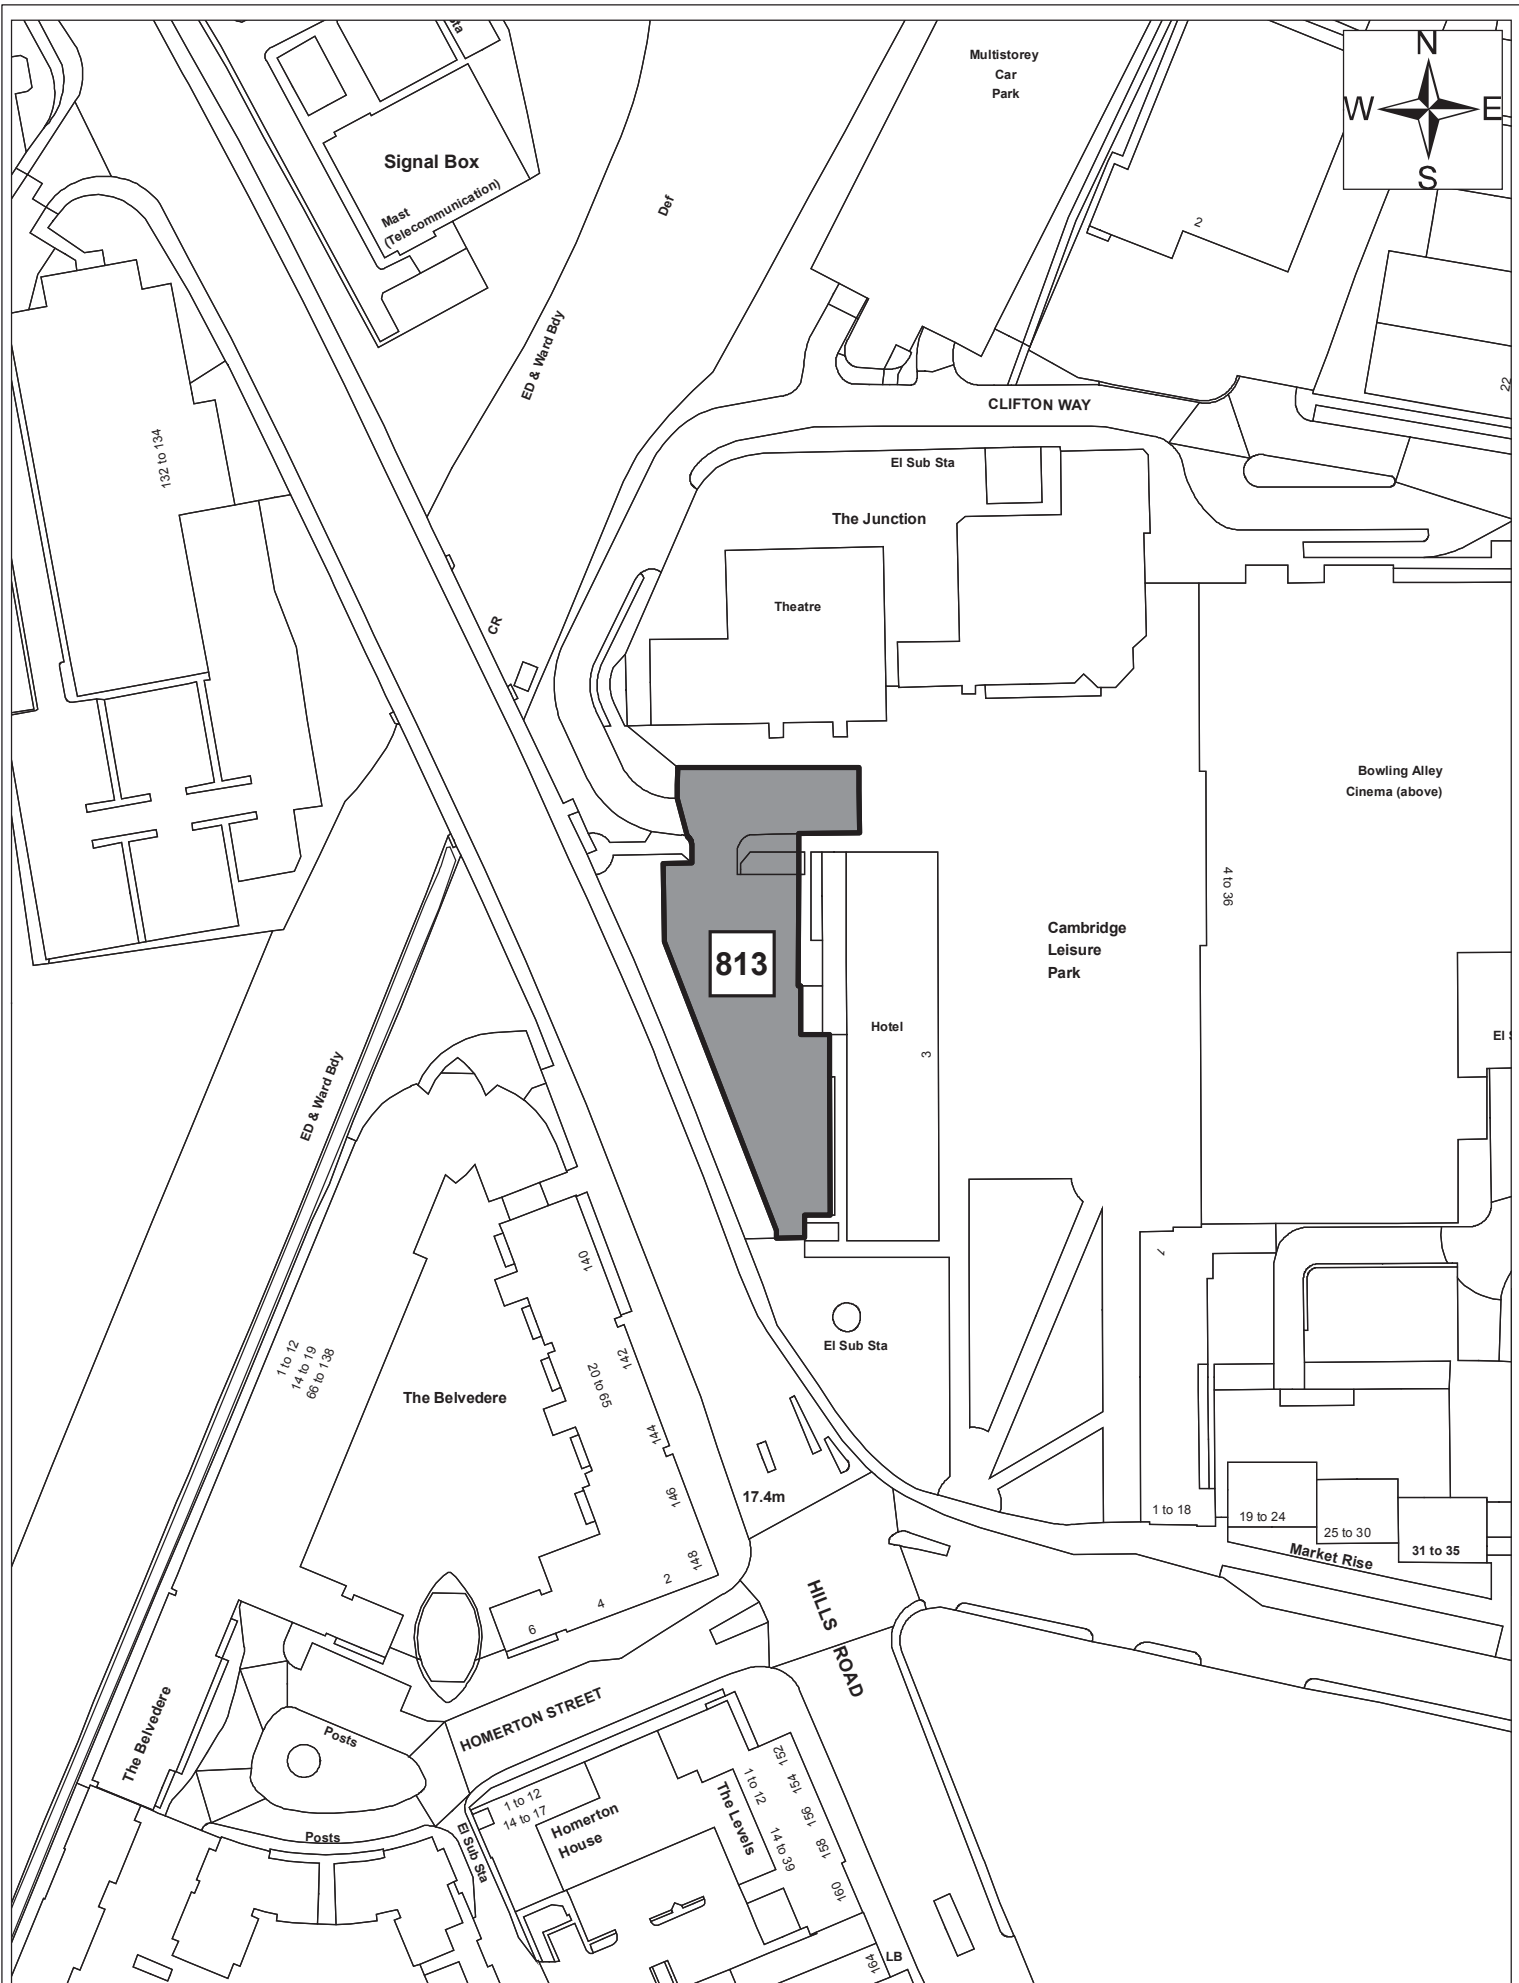 Sta
Multistorey
Car
Park
N
W
E
S
Signal Box
Mast
(Telecommunication)
Def
2
ED & Ward Bdy
22
CLIFTON WAY
132 to 134
El Sub Sta
The Junction
Theatre
CR
Bowling Alley
Cinema (above)
4 to 36
Cambridge
Leisure
Park
813
Hotel
3
El
ED & Ward Bdy
140
1
1 to 12
14 to 19
66 to 138
142
El Sub Sta
The Belvedere
59 to 02
144
146
17.4m
1 to 18
19 to 24
25 to 30
31 to 35
Market Rise
148
2
4
6
HILLS ROAD
The Belvedere
HOMERTON STREET
Posts
152
154
156
158
160
1 to 12
14 to 39
The Levels
1 to 12
14 to 17
Homerton
House
Posts
El Sub Sta
164
LB